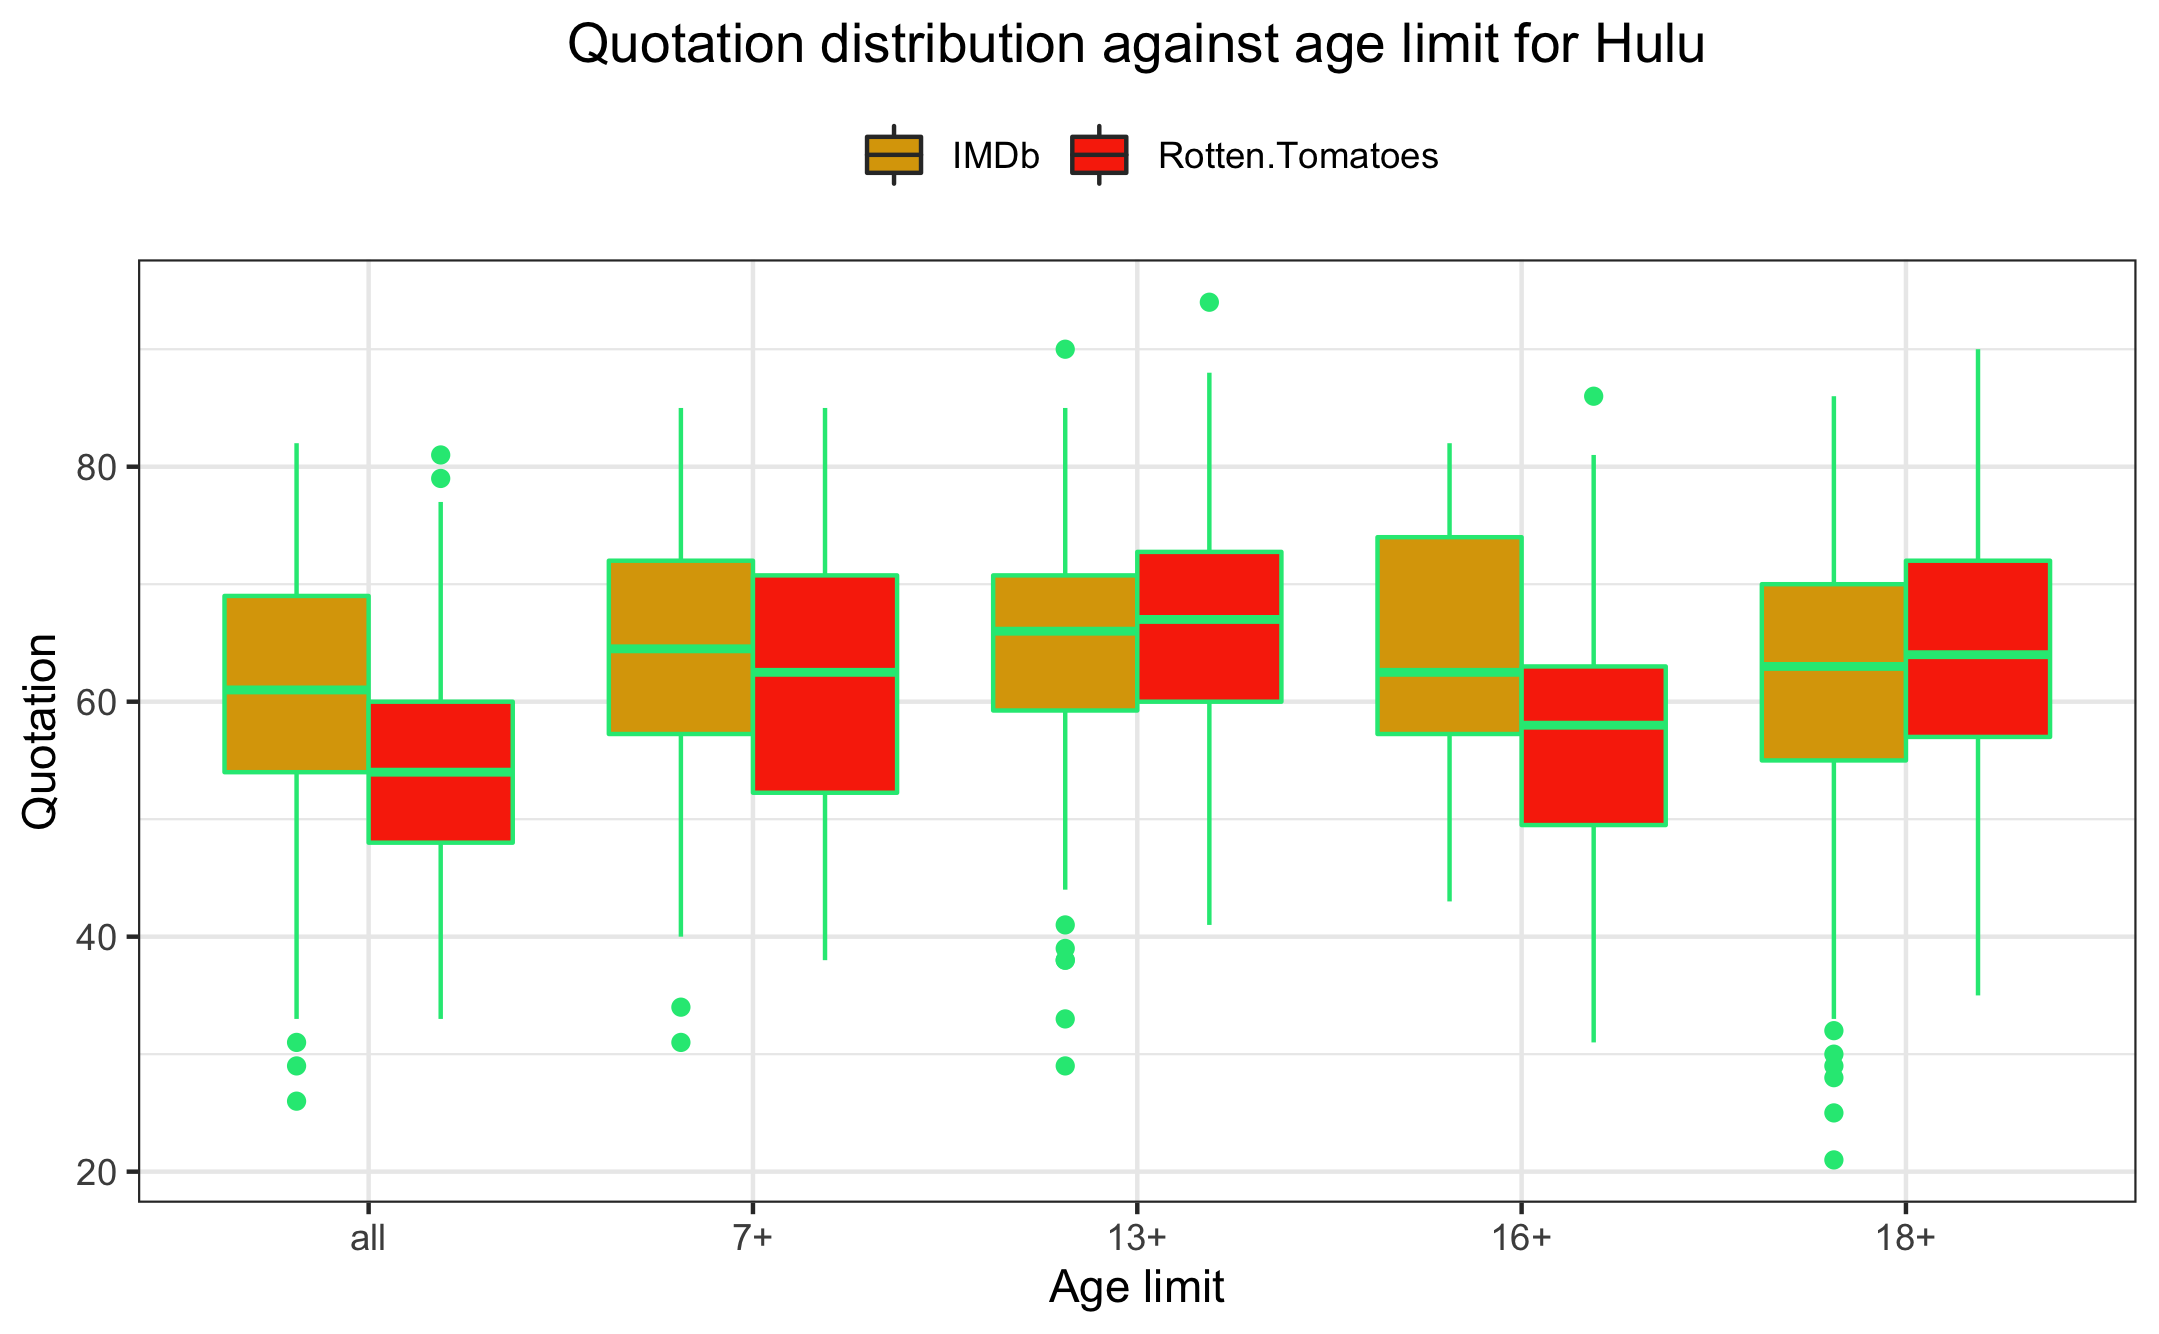 Quotation distribution against age limit for Hulu
IMDb Rotten.Tomatoes
Quotation
80
60
40
20
all 7+ 13+ 16+ 18+
Age limit